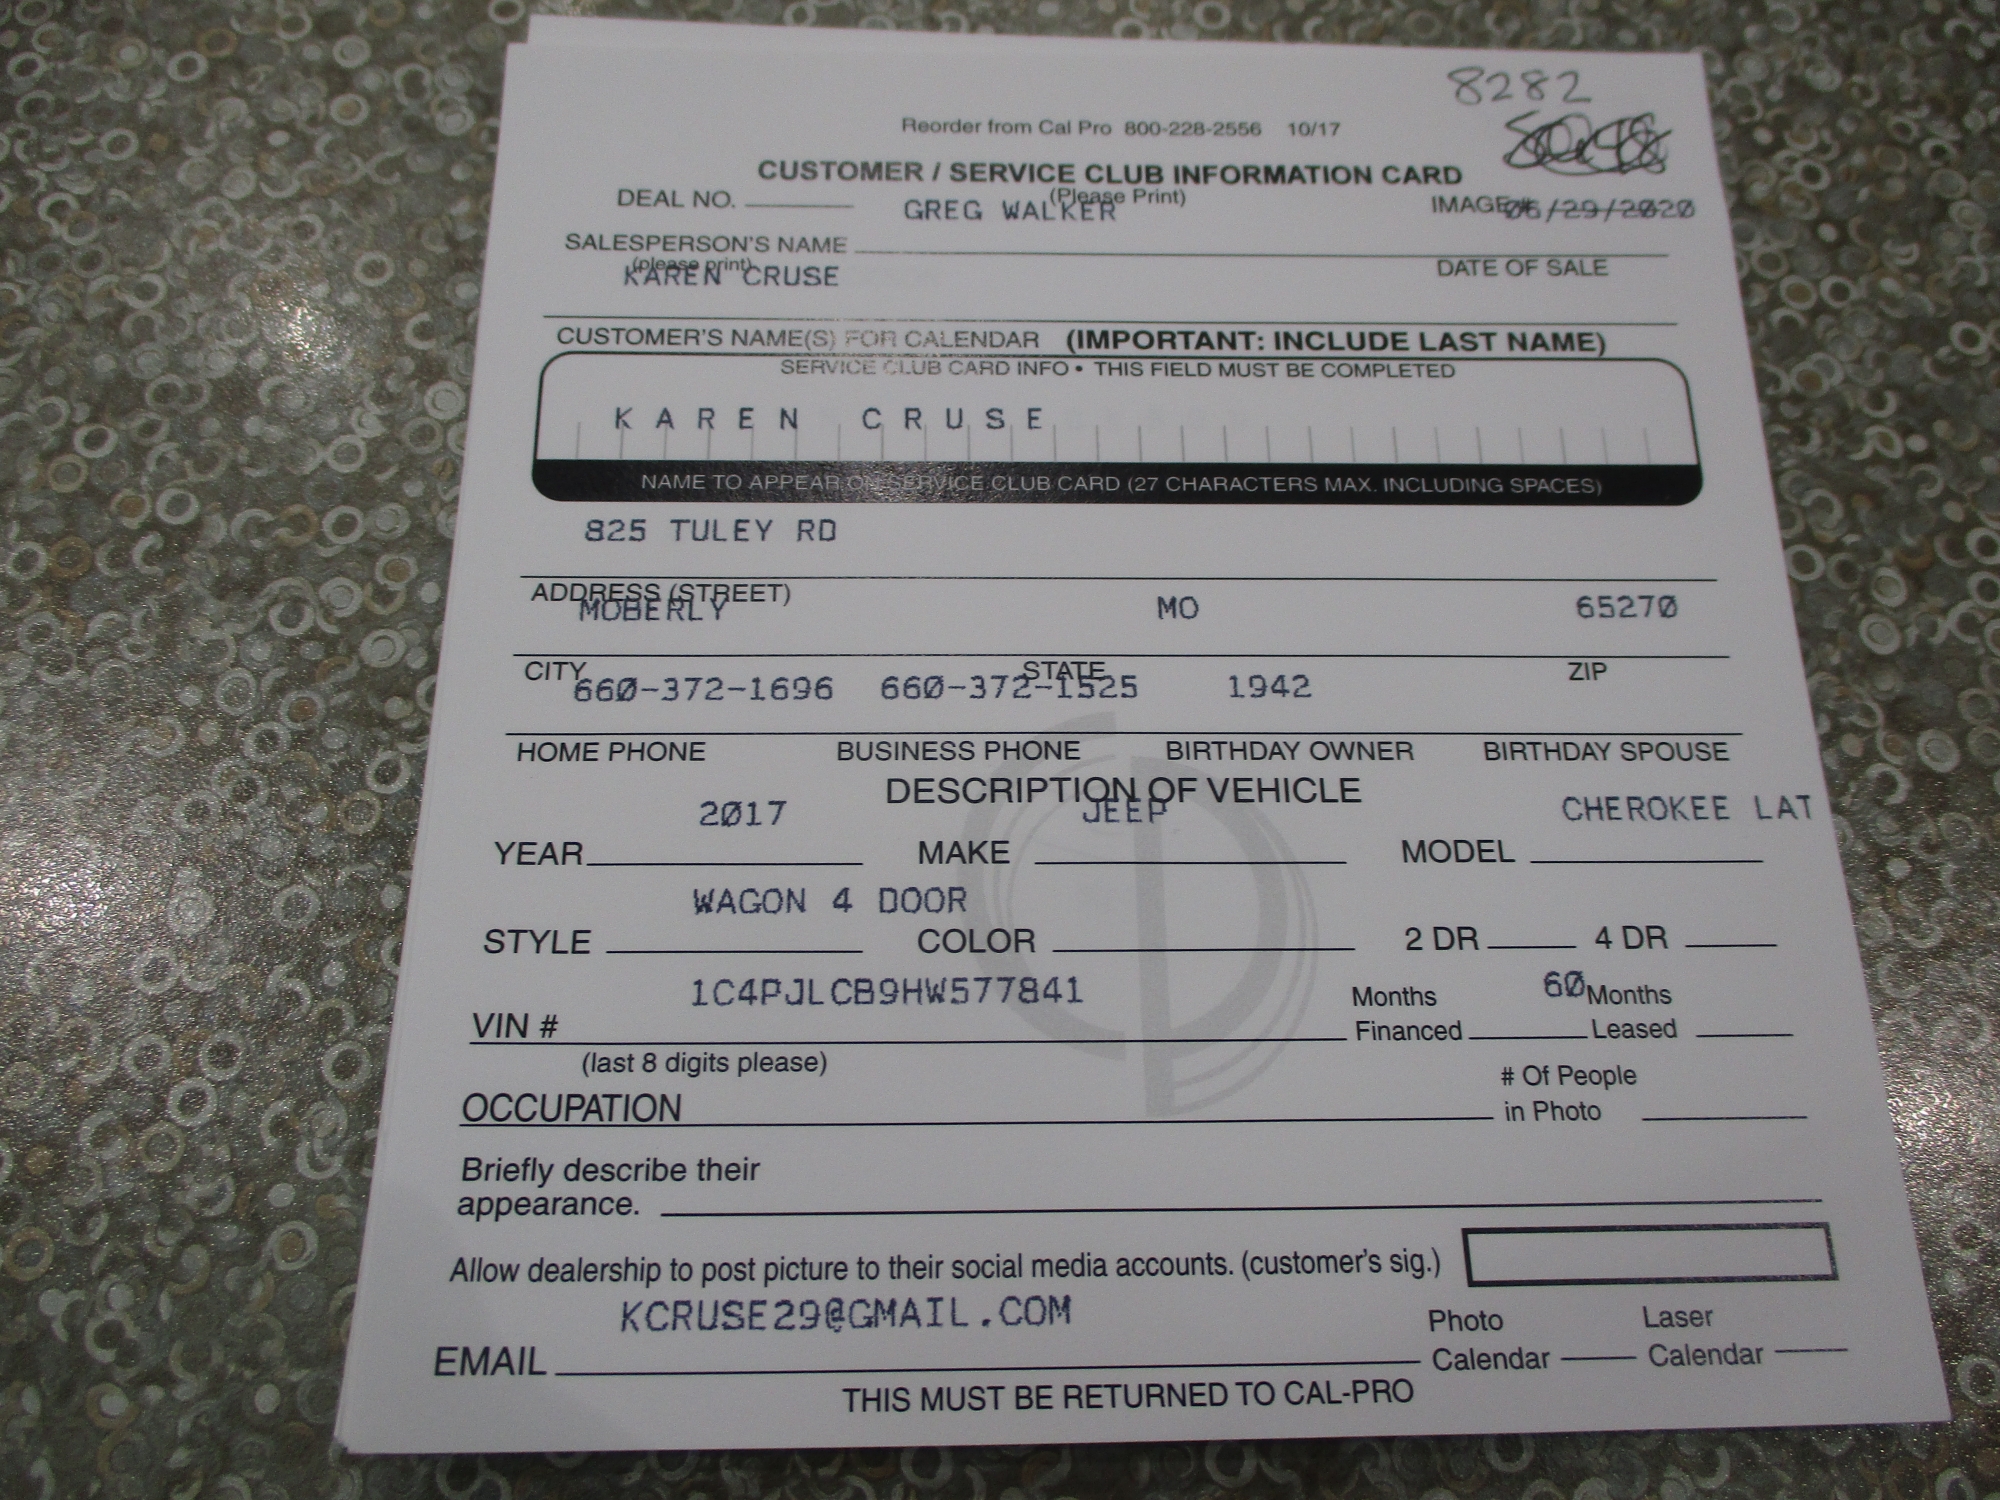 8282
Reorder from Cal Pro 800-228-2556 10/17
CUSTOMER / SERVICE CLUB INFORMATION CARD
(Please Print)
DEAL NO. GREG WALKER IMAGE# 06/29/2020
SALESPERSON'S NAME
(please print)
KAREN CRUSE DATE OF SALE
CUSTOMER'S NAME(S) FOR CALENDAR (IMPORTANT: INCLUDE LAST NAME)
SERVICE CLUB CARD INFO • THIS FIELD MUST BE COMPLETED
KAREN CRUSE
NAME TO APPEAR ON SERVICE CLUB CARD (27 CHARACTERS MAX. INCLUDING SPACES)
825 TULEY RD
ADDRESS (STREET)
MOBERLY MO 65270
CITY STATE ZIP
660-372-1696 660-372-1525 1942
HOME PHONE BUSINESS PHONE BIRTHDAY OWNER BIRTHDAY SPOUSE
DESCRIPTION OF VEHICLE
2017 JEEP CHEROKEE LAT
YEAR MAKE MODEL
WAGON 4 DOOR
STYLE COLOR 2 DR 4 DR
1C4PJLCB9HW577841 Months 60 Months
VIN # Financed Leased
(last 8 digits please)
# Of People
OCCUPATION in Photo
Briefly describe their
appearance.
Allow dealership to post picture to their social media accounts. (customer's sig.)
KCRUSE29@GMAIL.COM Photo Laser
EMAIL Calendar Calendar
THIS MUST BE RETURNED TO CAL-PRO